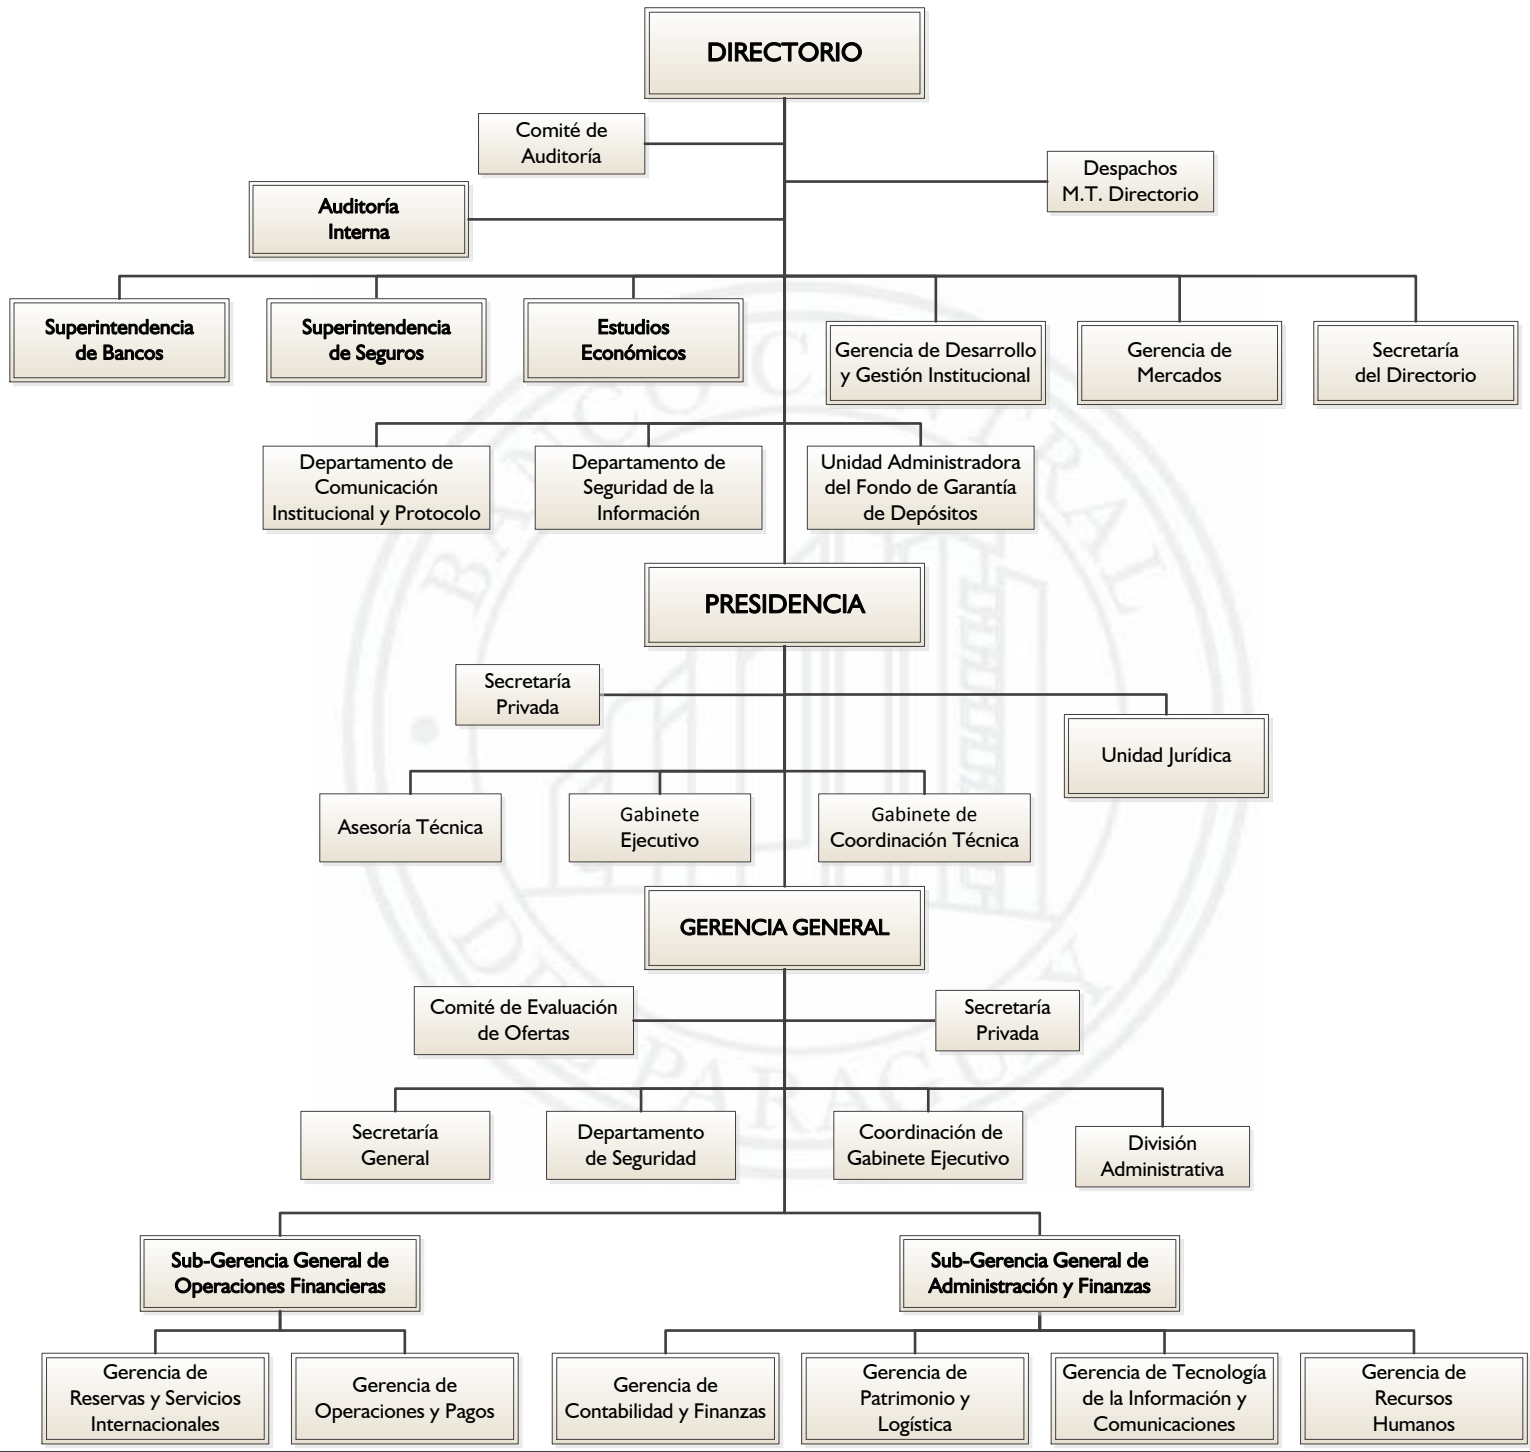 DIRECTORIO
Comité de
Auditoría
Despachos
M.T. Directorio
Auditoría
Interna
Superintendencia
de Bancos
Superintendencia
de Seguros
Estudios
Económicos
Gerencia de Desarrollo
y Gestión Institucional
Gerencia de
Mercados
Secretaría
del Directorio
Departamento de
Comunicación
Institucional y Protocolo
Departamento de
Seguridad de la
Información
Unidad Administradora
del Fondo de Garantía
de Depósitos
PRESIDENCIA
Secretaría
Privada
Unidad Jurídica
Asesoría Técnica
Gabinete
Ejecutivo
Gabinete de
Coordinación Técnica
GERENCIA GENERAL
Comité de Evaluación
de Ofertas
Secretaría
Privada
Secretaría
General
Departamento
de Seguridad
Coordinación de
Gabinete Ejecutivo
División
Administrativa
Sub-Gerencia General de
Operaciones Financieras
Sub-Gerencia General de
Administración y Finanzas
Gerencia de
Reservas y Servicios
Internacionales
Gerencia de
Operaciones y Pagos
Gerencia de
Contabilidad y Finanzas
Gerencia de
Patrimonio y
Logística
Gerencia de Tecnología
de la Información y
Comunicaciones
Gerencia de
Recursos
Humanos
BANCO CENTRAL
DEL PARAGUAY